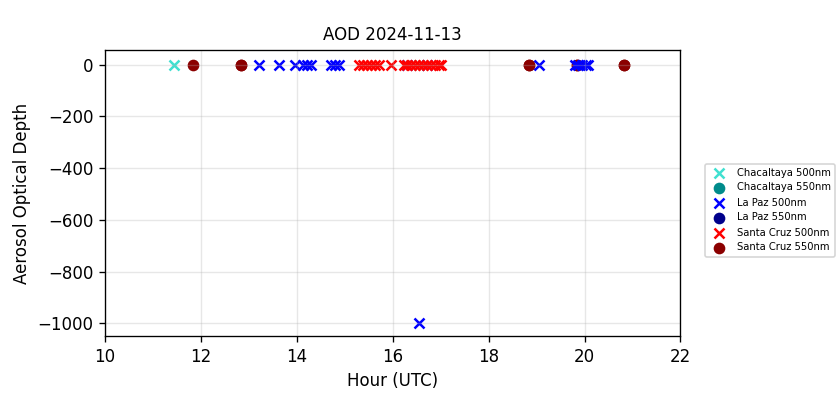 AOD 2024-11-13
Aerosol Optical Depth
0
−200
−400
−600
−800
−1000
10 12 14 16 18 20 22
Hour (UTC)
Chacaltaya 500nm
Chacaltaya 550nm
La Paz 500nm
La Paz 550nm
Santa Cruz 500nm
Santa Cruz 550nm